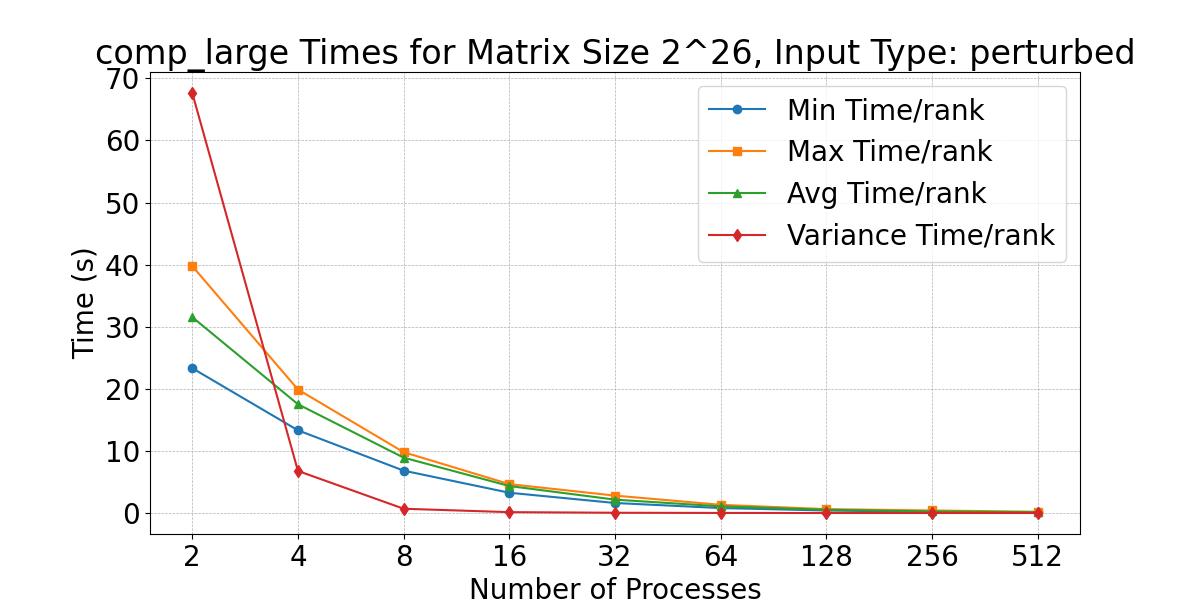 comp_large Times for Matrix Size 2^26, Input Type: perturbed
Min Time/rank
Max Time/rank
Avg Time/rank
Variance Time/rank
Time (s)
70
60
50
40
30
20
10
0
2 4 8 16 32 64 128 256 512
Number of Processes